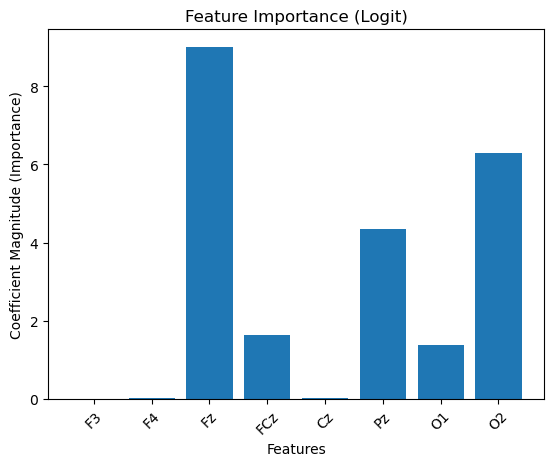 Feature Importance (Logit)
Coefficient Magnitude (Importance)
8
6
4
2
0
F3 F4 Fz FCz Cz Pz O1 O2
Features